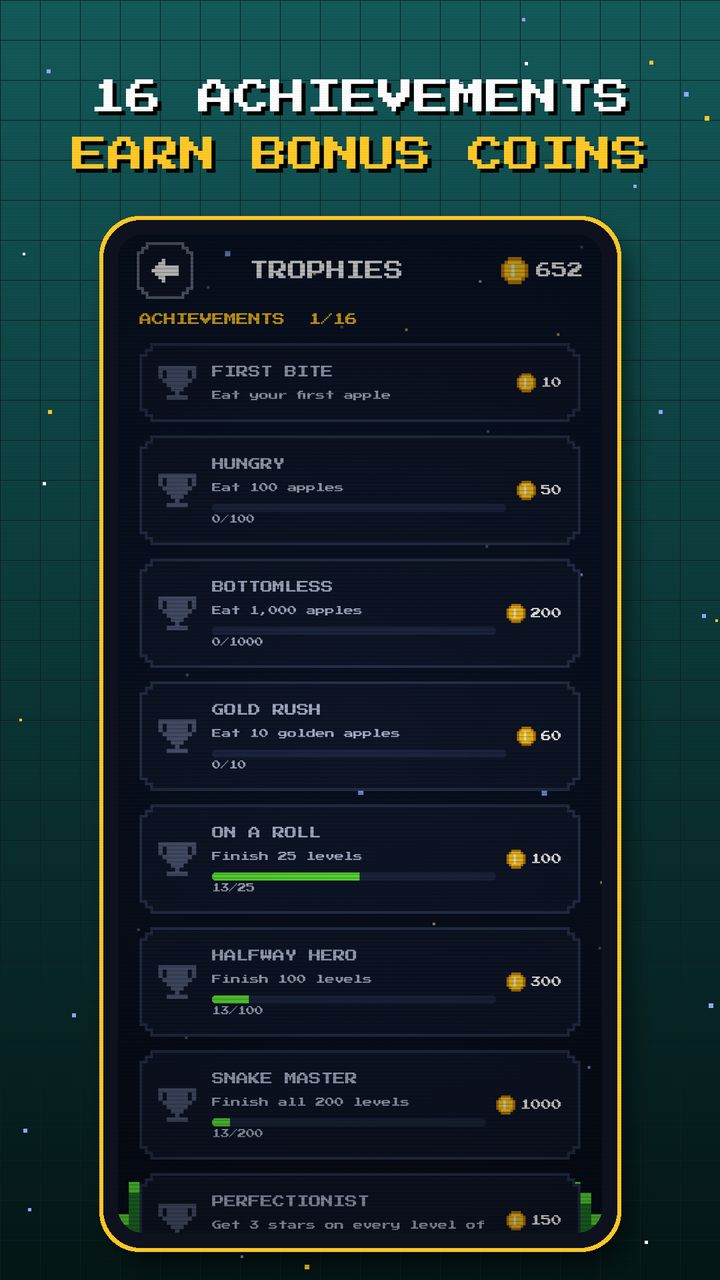 16 ACHIEVEMENTS
EARN BONUS COINS
TROPHIES
652
ACHIEVEMENTS 1/16
FIRST BITE
Eat your first apple
10
HUNGRY
Eat 100 apples
50
0/100
BOTTOMLESS
Eat 1,000 apples
200
0/1000
GOLD RUSH
Eat 10 golden apples
60
0/10
ON A ROLL
Finish 25 levels
100
13/25
HALFWAY HERO
Finish 100 levels
300
13/100
SNAKE MASTER
Finish all 200 levels
1000
13/200
PERFECTIONIST
Get 3 stars on every level of
150